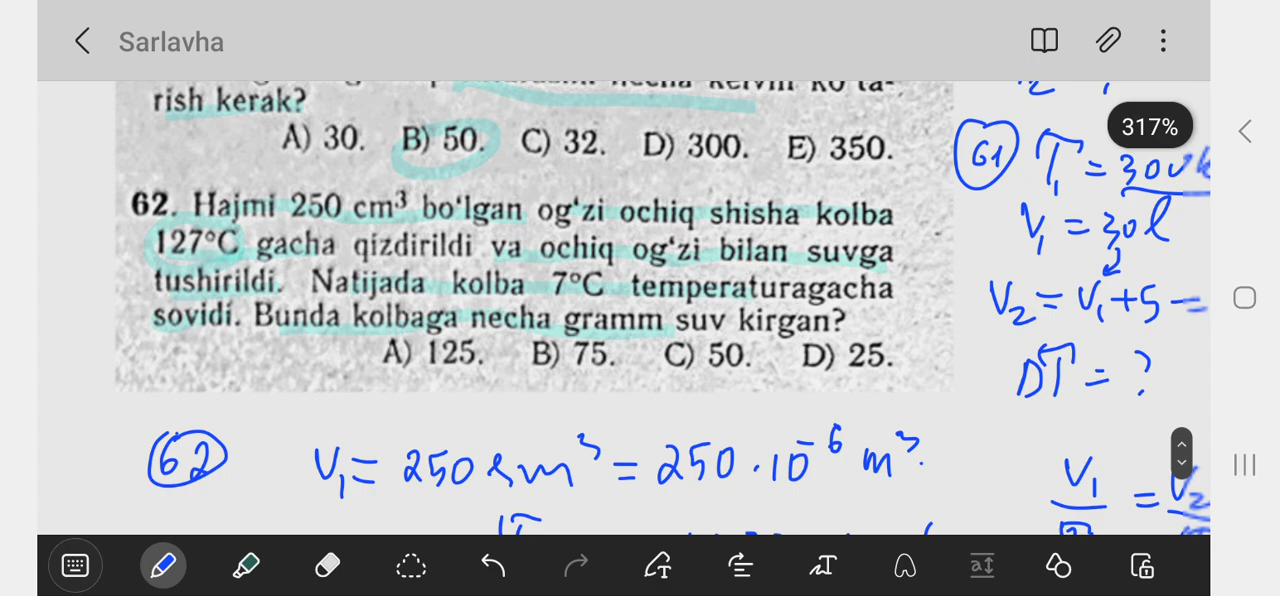 Sarlavha
rish kerak?
A) 30. B) 50. C) 32. D) 300. E) 350.
317%
61 T₁ = 300k
V₁ = 30l
V₂ = V₁ + 5 =
DT = ?
62. Hajmi 250 cm³ bo‘lgan og‘zi ochiq shisha kolba
127°C gacha qizdirildi va ochiq og‘zi bilan suvga
tushirildi. Natijada kolba 7°C temperaturagacha
sovidi. Bunda kolbaga necha gramm suv kirgan?
A) 125. B) 75. C) 50. D) 25.
62 V₁ = 250 sm³ = 250 · 10⁻⁶ m³.
V₁ = V₂